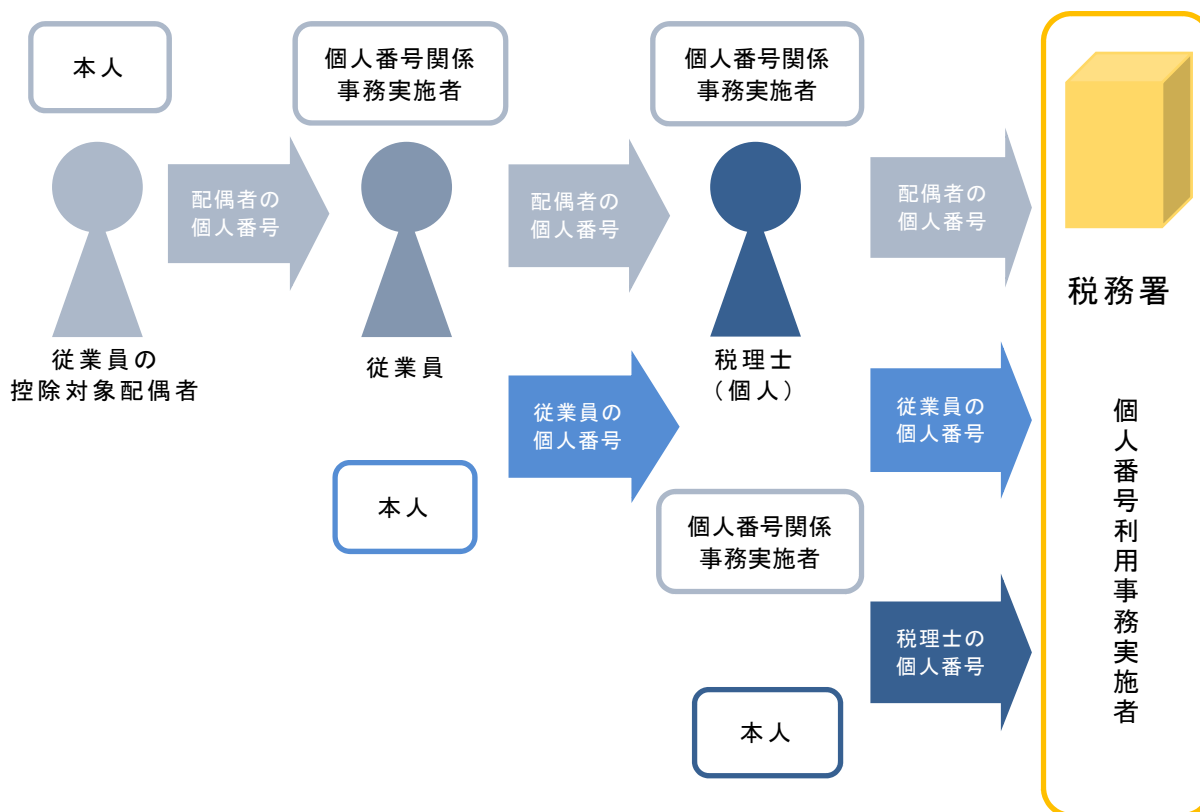 本人
個人番号関係
事務実施者
個人番号関係
事務実施者
配偶者の
個人番号
配偶者の
個人番号
配偶者の
個人番号
税務署
従業員の
控除対象配偶者
従業員
税理士
（個人）
従業員の
個人番号
従業員の
個人番号
本人
個人番号関係
事務実施者
税理士の
個人番号
本人
個人番号利用事務実施者